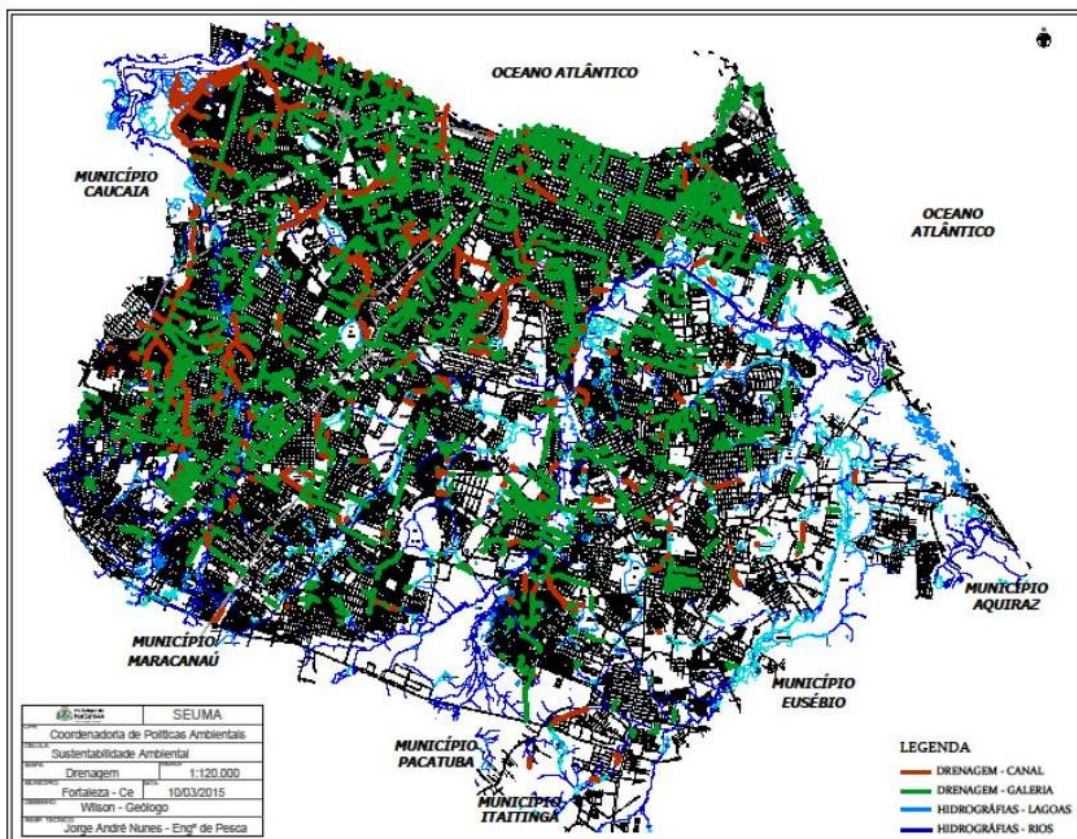 OCEANO ATLÂNTICO
MUNICÍPIO
CAUCAIA
OCEANO
ATLÂNTICO
MUNICÍPIO
AQUIRAZ
MUNICÍPIO
MARACANAÚ
MUNICÍPIO
EUSÉBIO
MUNICÍPIO
PACATUBA
MUNICÍPIO
ITAITINGA
SEUMA
Coordenadoria de Políticas Ambientais
Sustentabilidade Ambiental
Drenagem
1:120.000
Fortaleza - Ce
DATA:
10/03/2015
Wilson - Geólogo
Jorge André Nunes - Engº de Pesca
LEGENDA
DRENAGEM - CANAL
DRENAGEM - GALERIA
HIDROGRÁFIAS - LAGOAS
HIDROGRÁFIAS - RIOS